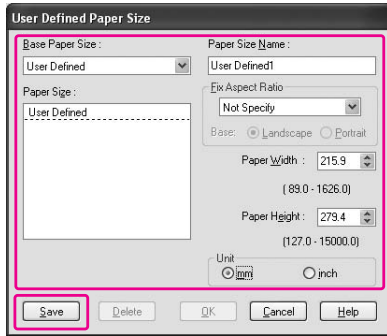 User Defined Paper Size
Base Paper Size :
User Defined
Paper Size :
User Defined
Paper Size Name :
User Defined1
Fix Aspect Ratio
Not Specify
Base: Landscape Portrait
Paper Width : 215.9
( 89.0 - 1626.0)
Paper Height : 279.4
(127.0 - 15000.0)
Unit
mm inch
Save Delete OK Cancel Help